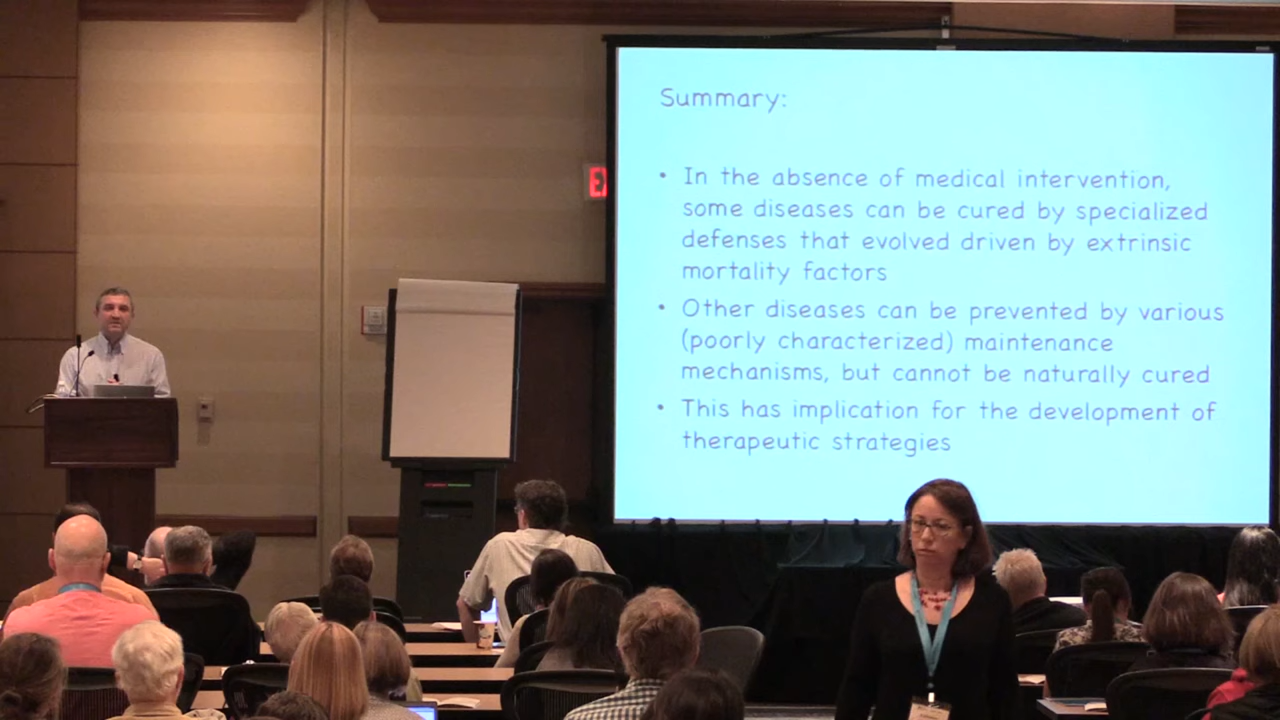 Summary:
• In the absence of medical intervention,
some diseases can be cured by specialized
defenses that evolved driven by extrinsic
mortality factors
• Other diseases can be prevented by various
(poorly characterized) maintenance
mechanisms, but cannot be naturally cured
• This has implication for the development of
therapeutic strategies